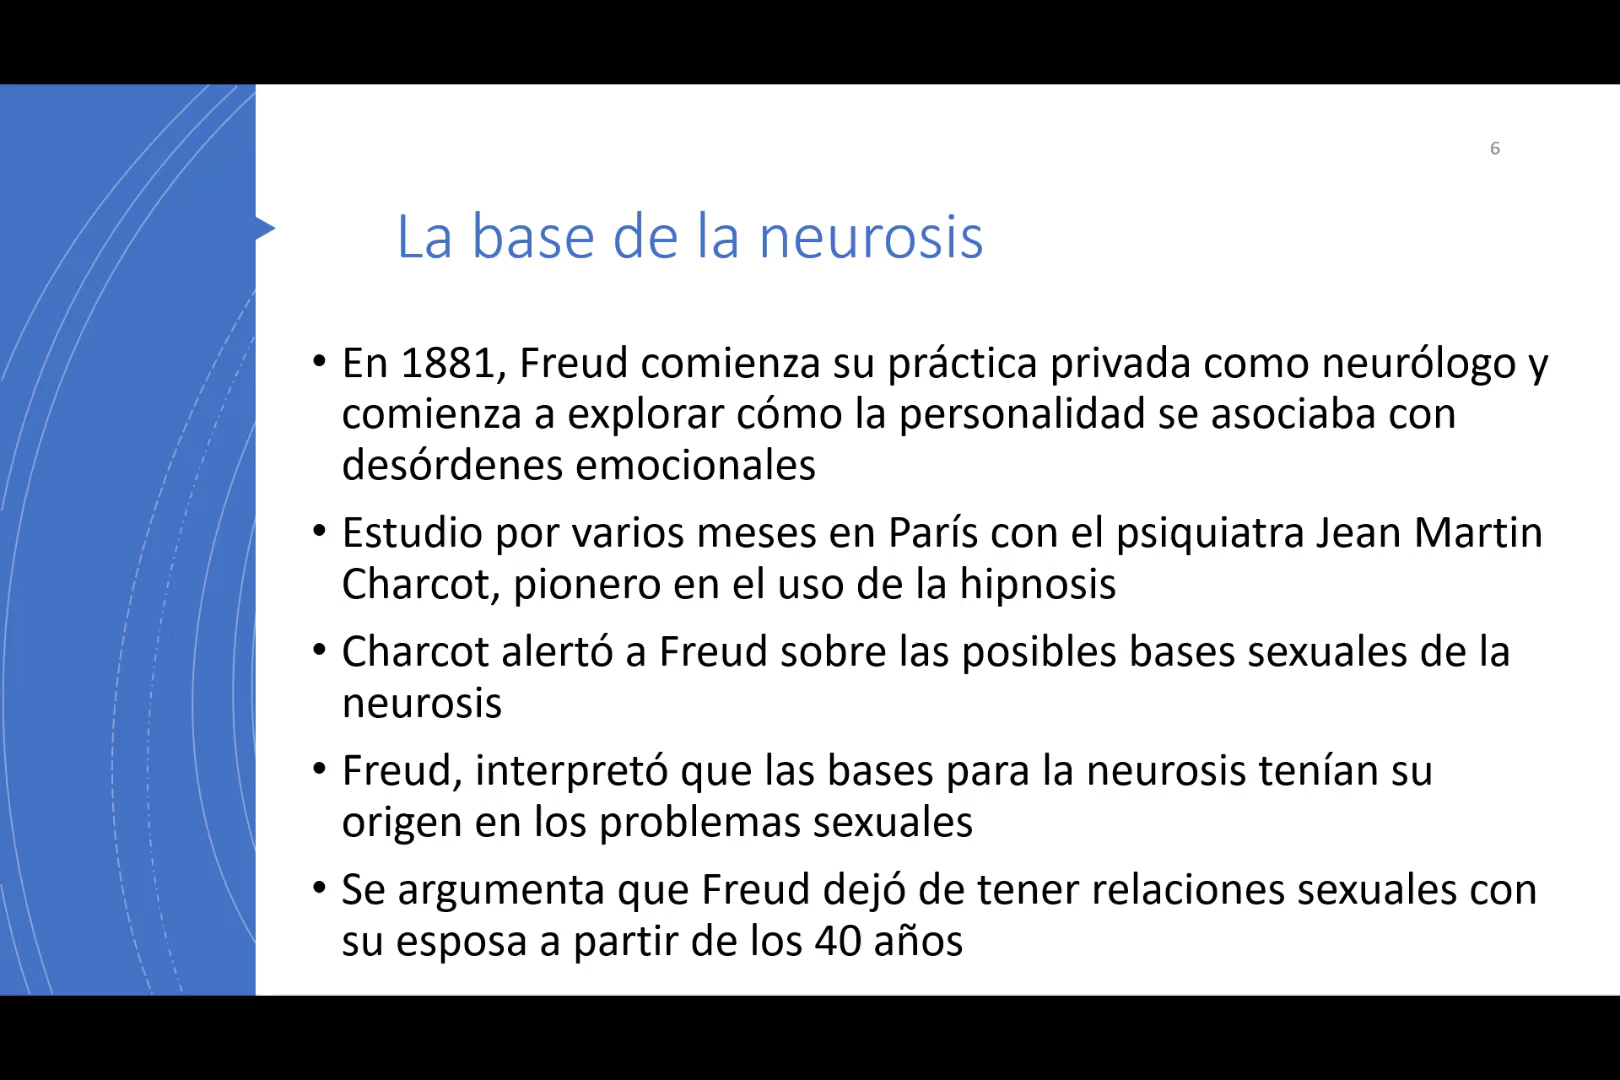 6
La base de la neurosis
• En 1881, Freud comienza su práctica privada como neurólogo y
comienza a explorar cómo la personalidad se asociaba con
desórdenes emocionales
• Estudio por varios meses en París con el psiquiatra Jean Martin
Charcot, pionero en el uso de la hipnosis
• Charcot alertó a Freud sobre las posibles bases sexuales de la
neurosis
• Freud, interpretó que las bases para la neurosis tenían su
origen en los problemas sexuales
• Se argumenta que Freud dejó de tener relaciones sexuales con
su esposa a partir de los 40 años